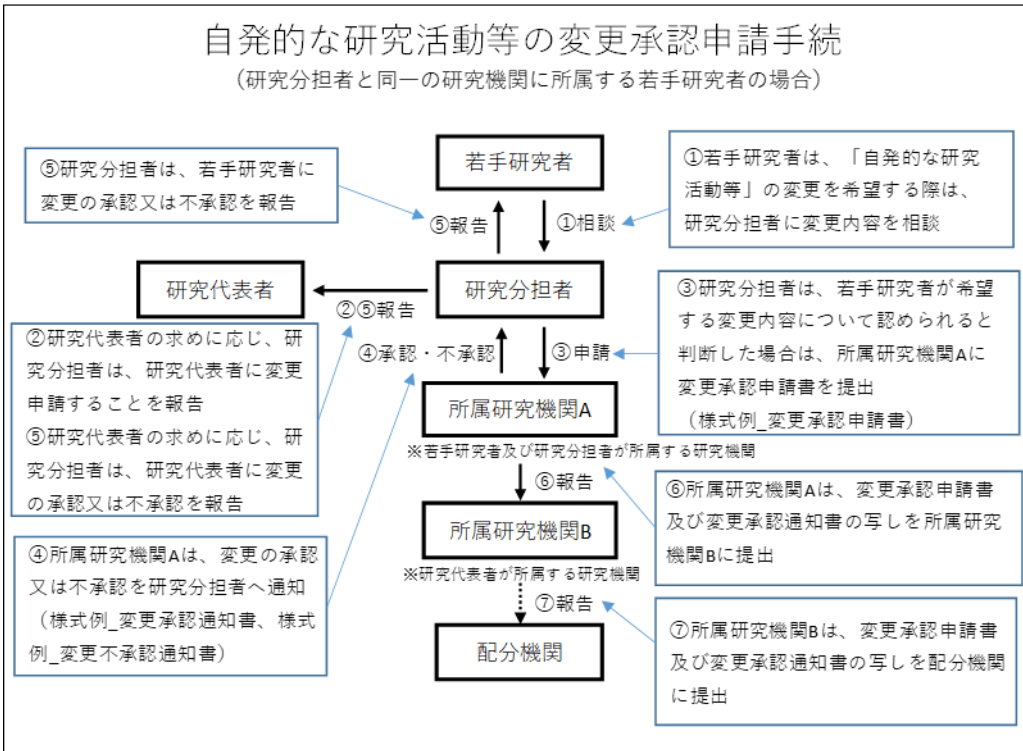 自発的な研究活動等の変更承認申請手続
(研究分担者と同一の研究機関に所属する若手研究者の場合)
若手研究者
⑤研究分担者は、若手研究者に
変更の承認又は不承認を報告
①若手研究者は、「自発的な研究
活動等」の変更を希望する際は、
研究分担者に変更内容を相談
⑤報告
①相談
研究代表者
研究分担者
②⑤報告
③研究分担者は、若手研究者が希望
する変更内容について認められると
判断した場合は、所属研究機関Aに
変更承認申請書を提出
（様式例_変更承認申請書）
②研究代表者の求めに応じ、研
究分担者は、研究代表者に変更
申請することを報告
⑤研究代表者の求めに応じ、研
究分担者は、研究代表者に変更
の承認又は不承認を報告
④承認・不承認
③申請
所属研究機関A
※若手研究者及び研究分担者が所属する研究機関
⑥報告
⑥所属研究機関Aは、変更承認申請書
及び変更承認通知書の写しを所属研究
機関Bに提出
所属研究機関B
※研究代表者が所属する研究機関
④所属研究機関Aは、変更の承認
又は不承認を研究分担者へ通知
（様式例_変更承認通知書、様式
例_変更不承認通知書）
⑦報告
⑦所属研究機関Bは、変更承認申請書
及び変更承認通知書の写しを配分機関
に提出
配分機関